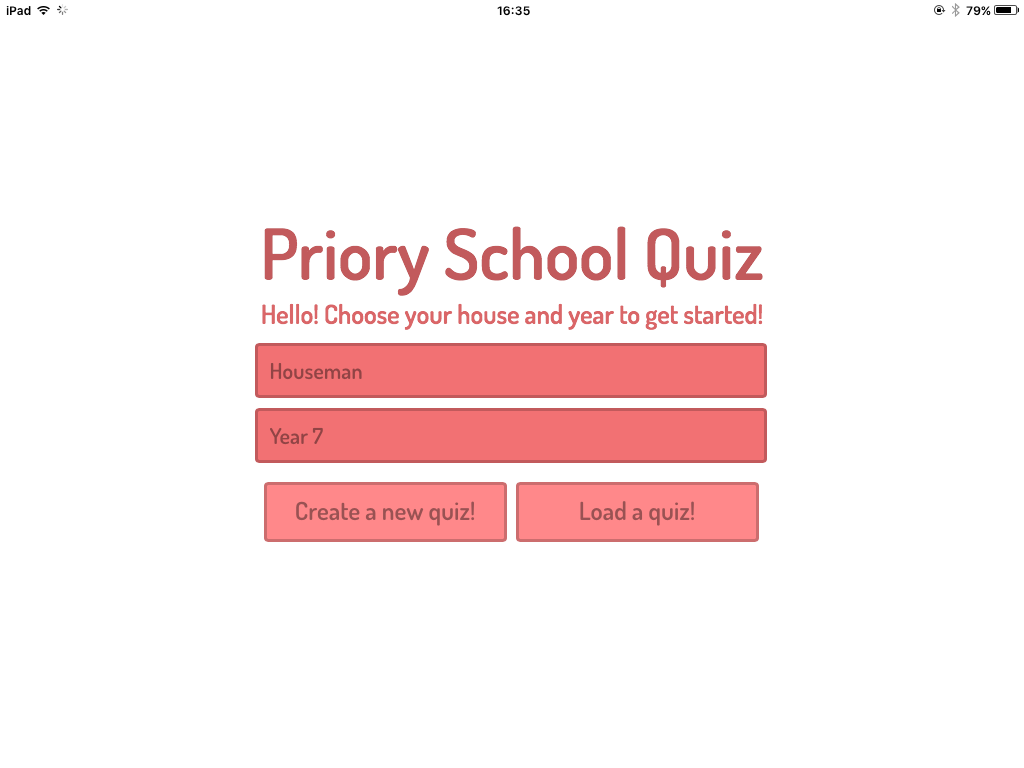 iPad 16:35 79%
Priory School Quiz
Hello! Choose your house and year to get started!
Houseman
Year 7
Create a new quiz! Load a quiz!